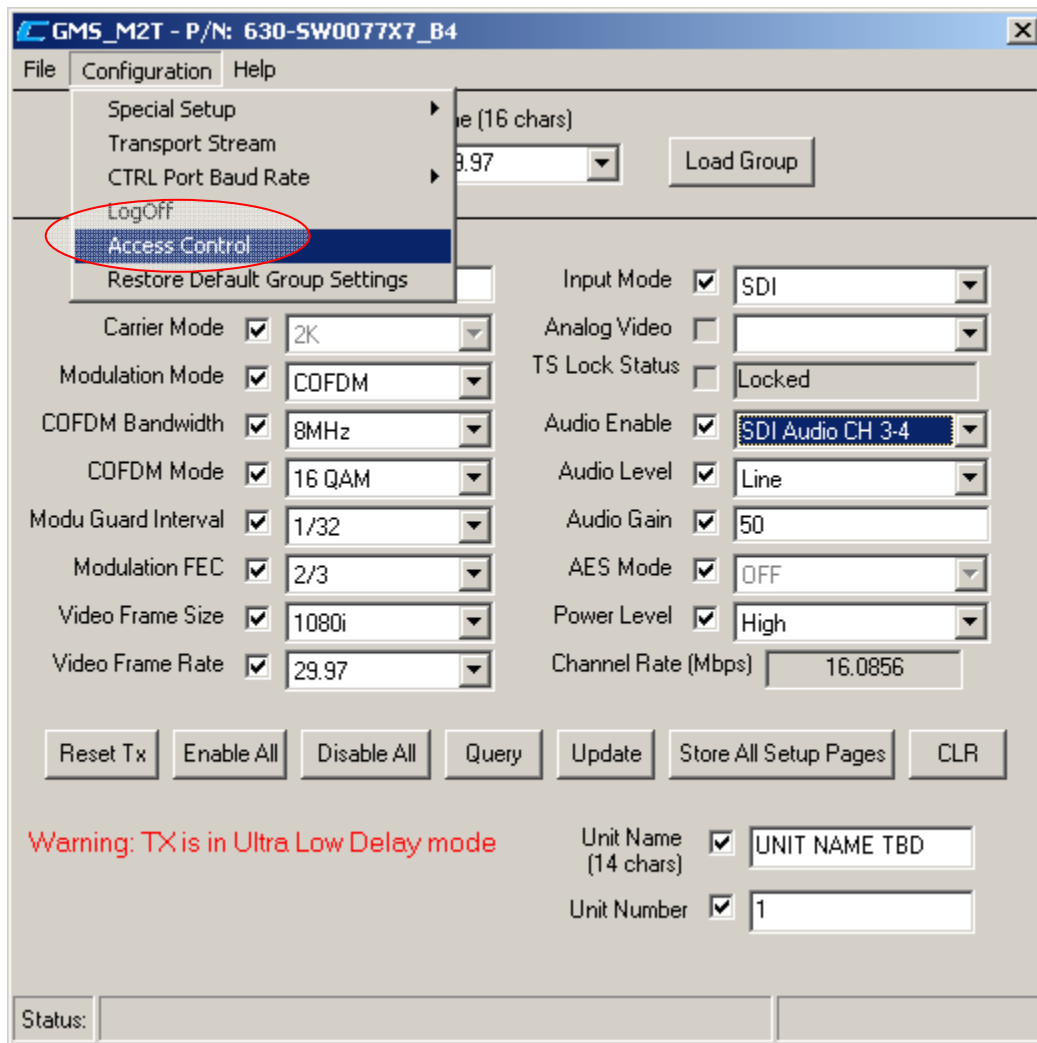 GMS_M2T - P/N: 630-SW0077X7_B4
File Configuration Help
Special Setup
Transport Stream
CTRL Port Baud Rate
LogOff
Access Control
Restore Default Group Settings
(16 chars)
Load Group
Input Mode SDI
Carrier Mode 2K
Analog Video
Modulation Mode COFDM
TS Lock Status Locked
COFDM Bandwidth 8MHz
Audio Enable SDI Audio CH 3-4
COFDM Mode 16 QAM
Audio Level Line
Modu Guard Interval 1/32
Audio Gain 50
Modulation FEC 2/3
AES Mode OFF
Video Frame Size 1080i
Power Level High
Video Frame Rate 29.97
Channel Rate (Mbps) 16.0856
Reset Tx Enable All Disable All Query Update Store All Setup Pages CLR
Warning: TX is in Ultra Low Delay mode
Unit Name
(14 chars)
UNIT NAME TBD
Unit Number 1
Status: